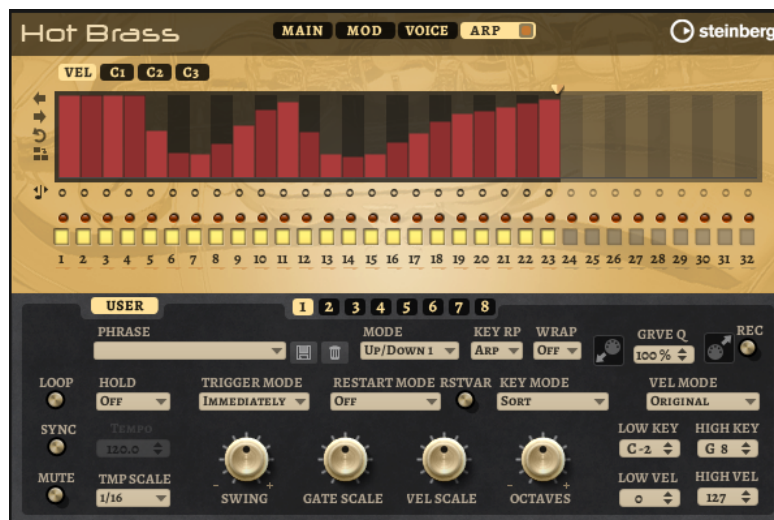 Hot Brass MAIN MOD VOICE ARP steinberg
VEL C1 C2 C3
1 2 3 4 5 6 7 8 9 10 11 12 13 14 15 16 17 18 19 20 21 22 23 24 25 26 27 28 29 30 31 32
USER 1 2 3 4 5 6 7 8
PHRASE MODE KEY RP WRAP GRVE Q REC
UP/DOWN 1 ARP OFF 100 %
LOOP HOLD TRIGGER MODE RESTART MODE RSTVAR KEY MODE VEL MODE
OFF IMMEDIATELY OFF SORT ORIGINAL
SYNC TEMPO LOW KEY HIGH KEY
120.0 C-2 G 8
MUTE TMP SCALE LOW VEL HIGH VEL
1/16 - + - + 0 127
SWING GATE SCALE VEL SCALE OCTAVES